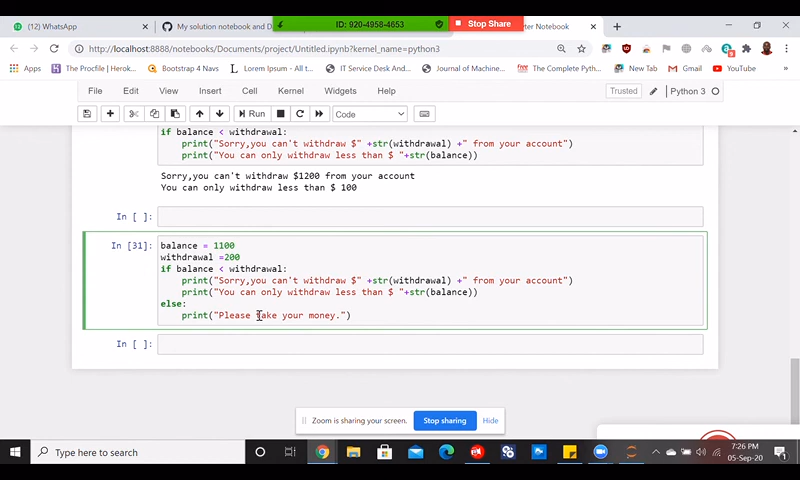 (12) WhatsApp
My solution notebook and D
ID: 920-4958-4653
Stop Share
ter Notebook
http://localhost:8888/notebooks/Documents/project/Untitled.ipynb?kernel_name=python3
Apps
The Procfile | Herok...
Bootstrap 4 Navs
Lorem Ipsum - All t...
IT Service Desk And...
Journal of Machine...
The Complete Pyth...
New Tab
Gmail
YouTube
File Edit View Insert Cell Kernel Widgets Help
Trusted
Python 3
Run
Code
if balance < withdrawal:
print("Sorry,you can't withdraw $" +str(withdrawal) +" from your account")
print("You can only withdraw less than $ "+str(balance))
Sorry,you can't withdraw $1200 from your account
You can only withdraw less than $ 100
In [ ]:
In [31]:
balance = 1100
withdrawal =200
if balance < withdrawal:
print("Sorry,you can't withdraw $" +str(withdrawal) +" from your account")
print("You can only withdraw less than $ "+str(balance))
else:
print("Please take your money.")
In [ ]:
Zoom is sharing your screen.
Stop sharing
Hide
Type here to search
7:26 PM
05-Sep-20